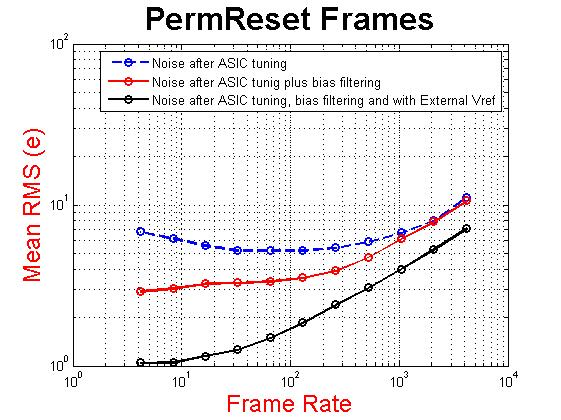 PermReset Frames
Noise after ASIC tuning
Noise after ASIC tunig plus bias filtering
Noise after ASIC tuning, bias filtering and with External Vref
Mean RMS (e)
10^2
10^1
10^0
10^0 10^1 10^2 10^3 10^4
Frame Rate